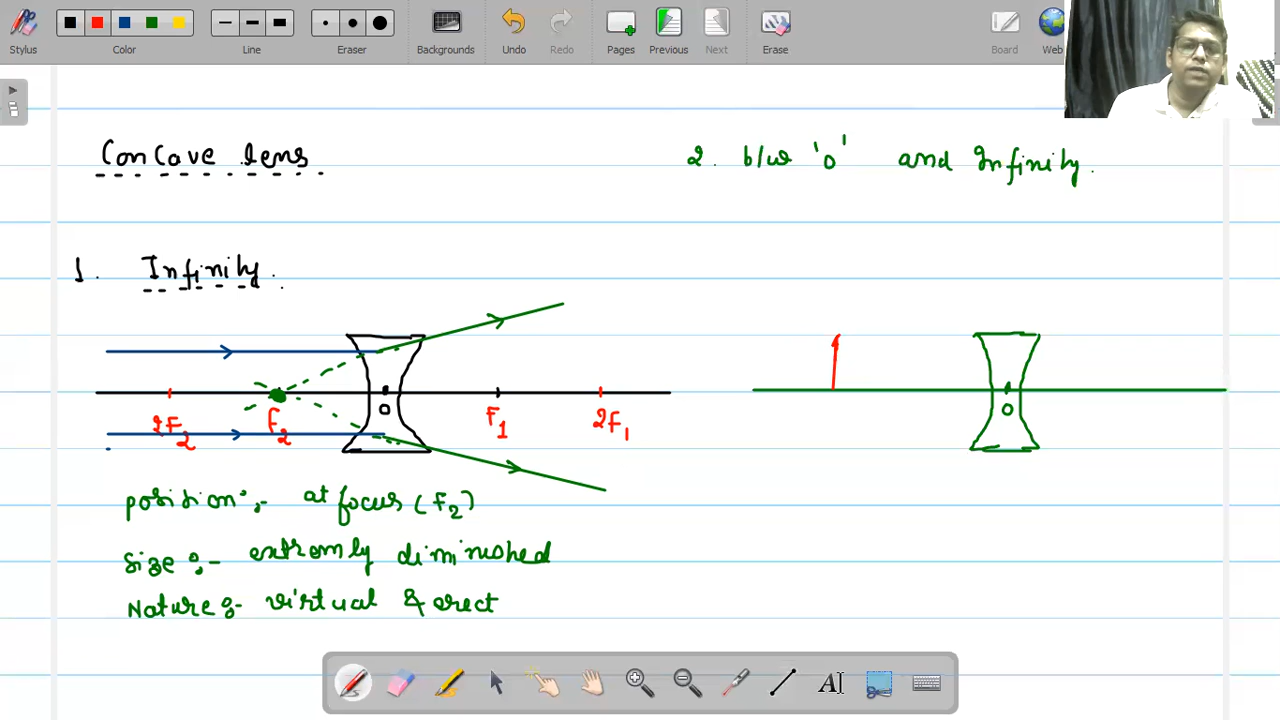 Stylus Color Line Eraser Backgrounds Undo Redo Pages Previous Next Erase Board Web
Concave lens
1. Infinity.
2F2 F2 O F1 2F1
position :- at focus (F2)
Size :- extremly diminished
Nature :- virtual & erect
2. b/w 'o' and Infinity.
O
A